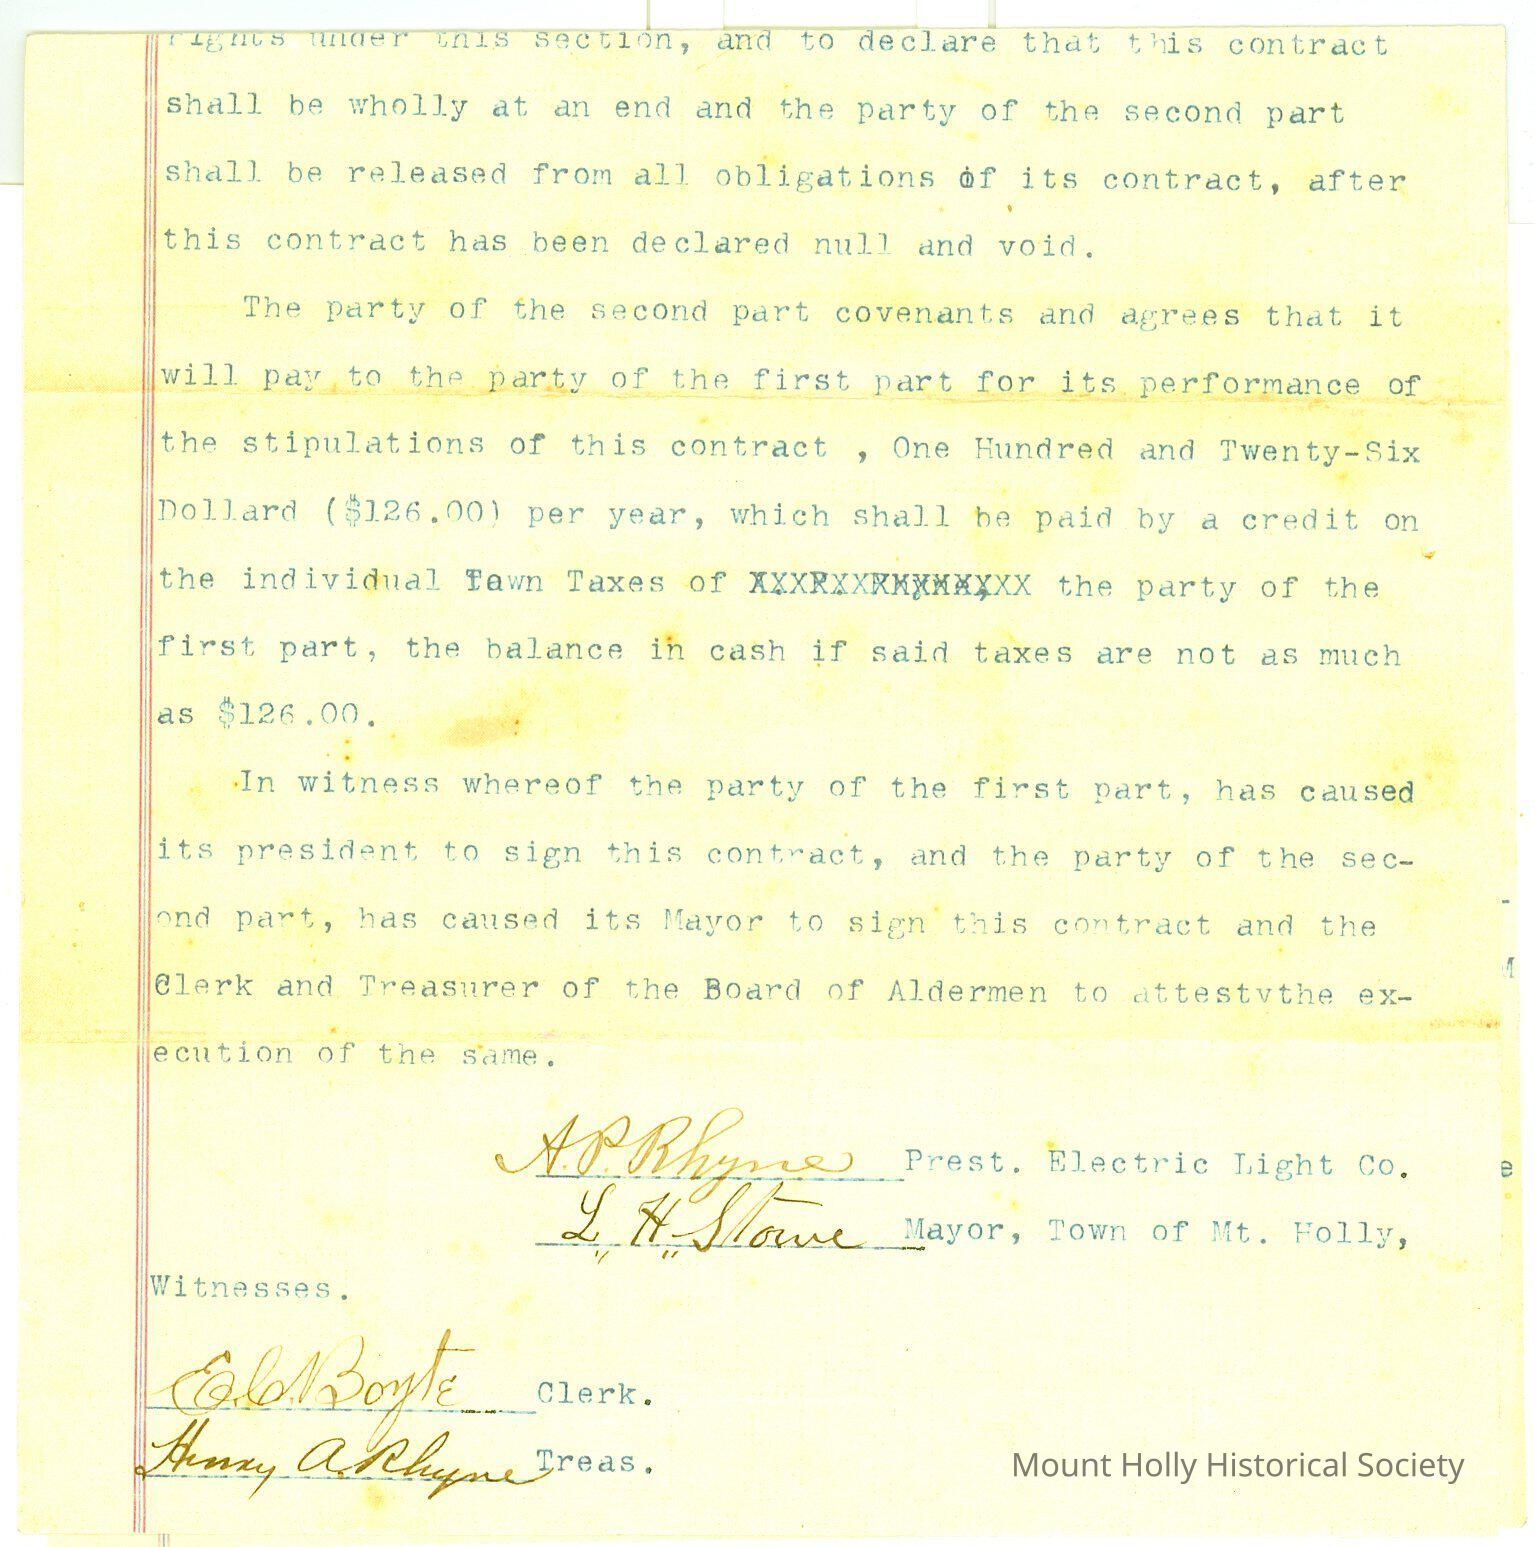 rights under this section, and to declare that this contract
shall be wholly at an end and the party of the second part
shall be released from all obligations of its contract, after
this contract has been declared null and void.
The party of the second part covenants and agrees that it
will pay to the party of the first part for its performance of
the stipulations of this contract , One Hundred and Twenty-Six
Dollard ($126.00) per year, which shall be paid by a credit on
the individual Town Taxes of the party of the
first part, the balance in cash if said taxes are not as much
as $126.00.
In witness whereof the party of the first part, has caused
its president to sign this contract, and the party of the sec-
ond part, has caused its Mayor to sign this contract and the
Clerk and Treasurer of the Board of Aldermen to attestvthe ex-
ecution of the same.
A.P. Rhyne Prest. Electric Light Co.
L. H. Stowe Mayor, Town of Mt. Holly,
Witnesses.
E.C. Boyte Clerk.
Henry A. Rhyne Treas.
Mount Holly Historical Society